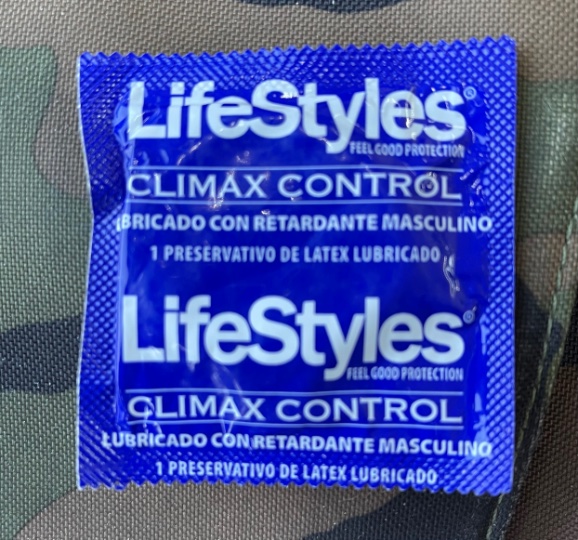 LifeStyles®
FEEL GOOD PROTECTION
CLIMAX CONTROL
UBRICADO CON RETARDANTE MASCULINO
1 PRESERVATIVO DE LATEX LUBRICADO
LifeStyles®
FEEL GOOD PROTECTION
CLIMAX CONTROL
LUBRICADO CON RETARDANTE MASCULINO
1 PRESERVATIVO DE LATEX LUBRICADO